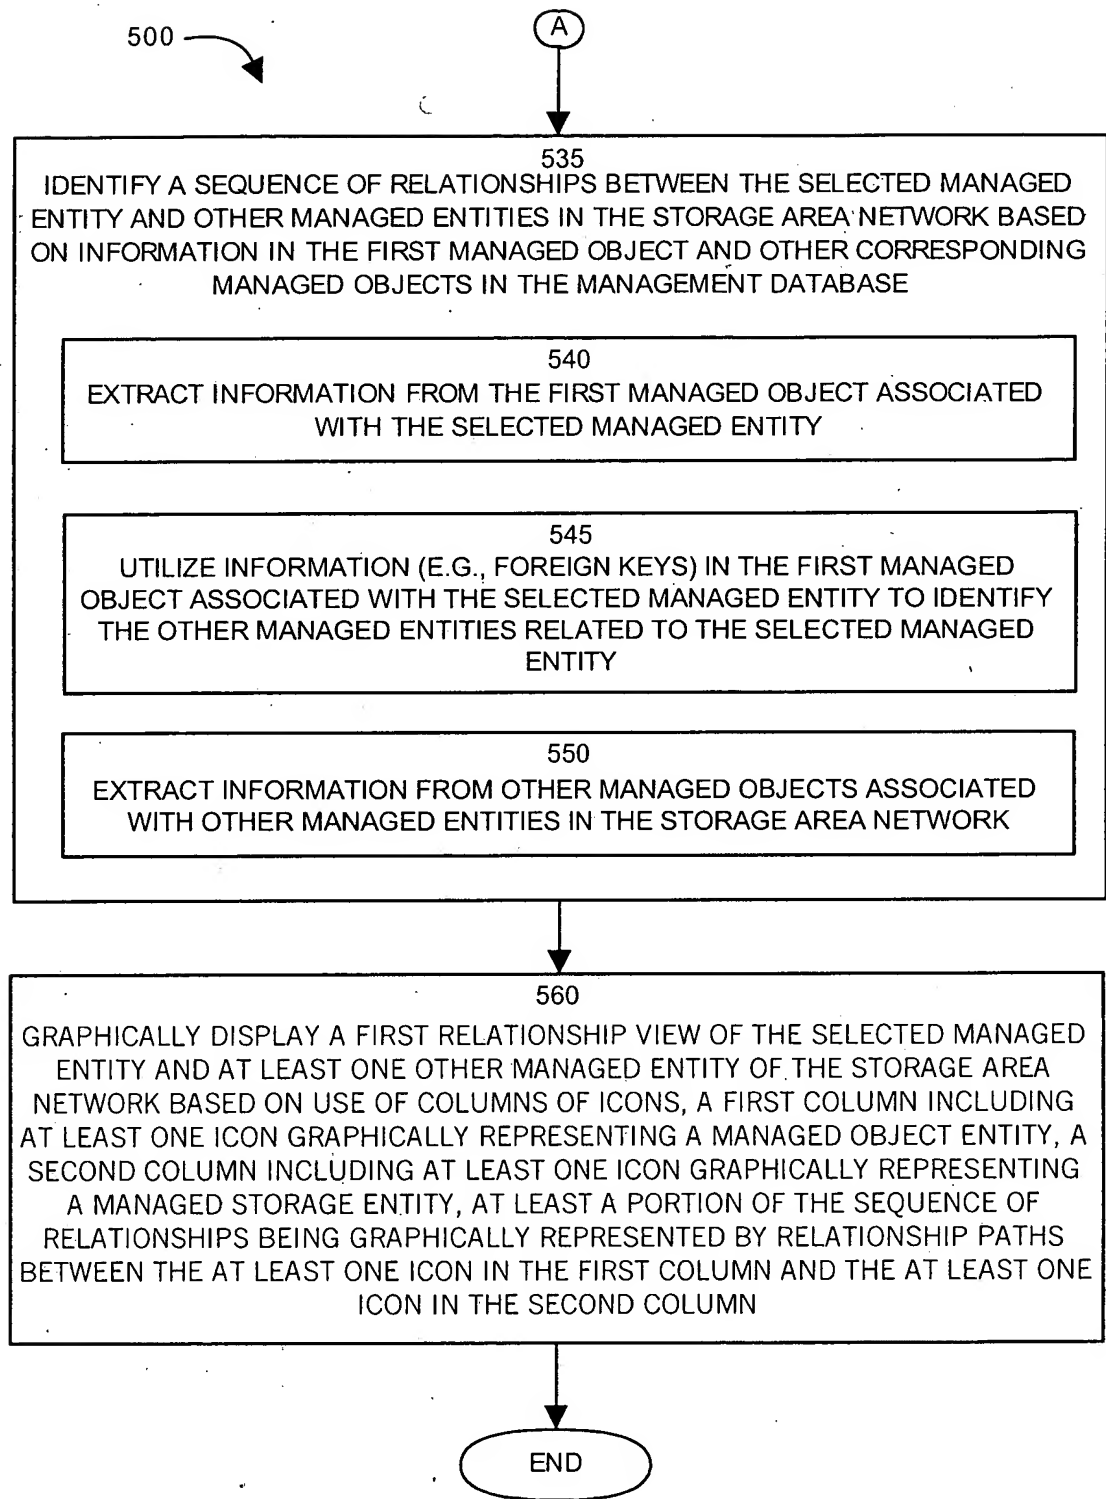 500
A
535
IDENTIFY A SEQUENCE OF RELATIONSHIPS BETWEEN THE SELECTED MANAGED
ENTITY AND OTHER MANAGED ENTITIES IN THE STORAGE AREA NETWORK BASED
ON INFORMATION IN THE FIRST MANAGED OBJECT AND OTHER CORRESPONDING
MANAGED OBJECTS IN THE MANAGEMENT DATABASE
540
EXTRACT INFORMATION FROM THE FIRST MANAGED OBJECT ASSOCIATED
WITH THE SELECTED MANAGED ENTITY
545
UTILIZE INFORMATION (E.G., FOREIGN KEYS) IN THE FIRST MANAGED
OBJECT ASSOCIATED WITH THE SELECTED MANAGED ENTITY TO IDENTIFY
THE OTHER MANAGED ENTITIES RELATED TO THE SELECTED MANAGED
ENTITY
550
EXTRACT INFORMATION FROM OTHER MANAGED OBJECTS ASSOCIATED
WITH OTHER MANAGED ENTITIES IN THE STORAGE AREA NETWORK
560
GRAPHICALLY DISPLAY A FIRST RELATIONSHIP VIEW OF THE SELECTED MANAGED
ENTITY AND AT LEAST ONE OTHER MANAGED ENTITY OF THE STORAGE AREA
NETWORK BASED ON USE OF COLUMNS OF ICONS, A FIRST COLUMN INCLUDING
AT LEAST ONE ICON GRAPHICALLY REPRESENTING A MANAGED OBJECT ENTITY, A
SECOND COLUMN INCLUDING AT LEAST ONE ICON GRAPHICALLY REPRESENTING
A MANAGED STORAGE ENTITY, AT LEAST A PORTION OF THE SEQUENCE OF
RELATIONSHIPS BEING GRAPHICALLY REPRESENTED BY RELATIONSHIP PATHS
BETWEEN THE AT LEAST ONE ICON IN THE FIRST COLUMN AND THE AT LEAST ONE
ICON IN THE SECOND COLUMN
END